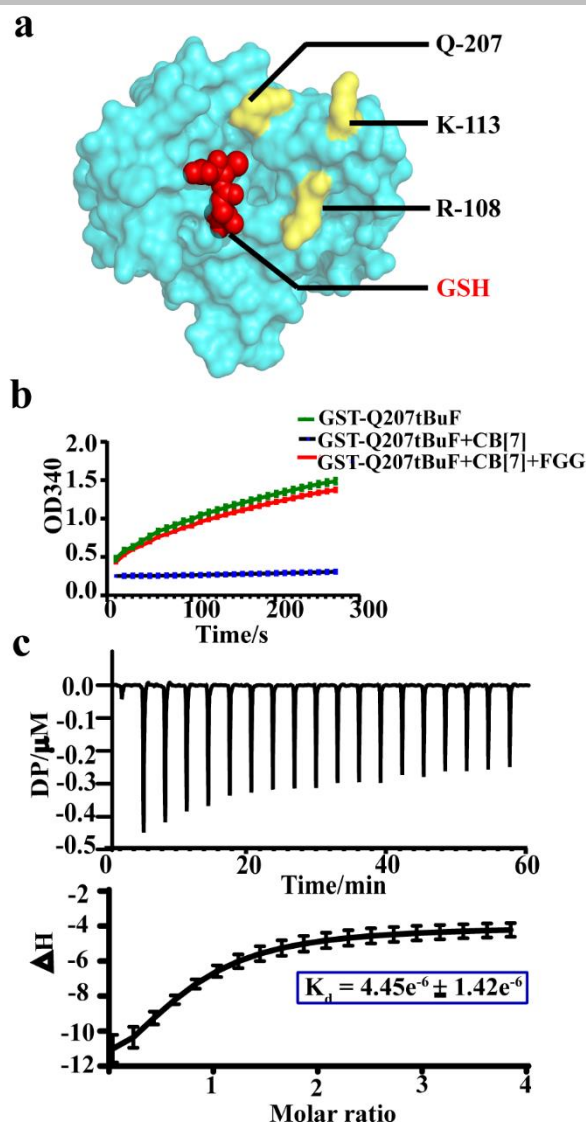 a
Q-207
K-113
R-108
GSH
b
GST-Q207tBuF
GST-Q207tBuF+CB[7]
GST-Q207tBuF+CB[7]+FGG
2.0
1.5
1.0
0.5
0.0
OD340
100
200
300
Time/s
c
0.0
-0.1
-0.2
-0.3
-0.4
-0.5
DP/μM
0
20
40
60
Time/min
-2
-4
-6
-8
-10
-12
ΔH
K_d = 4.45e⁻⁶ ± 1.42e⁻⁶
1
2
3
4
Molar ratio